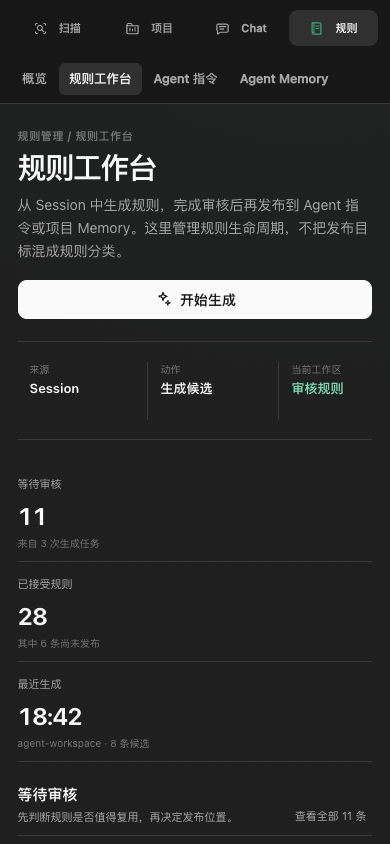 扫描 项目 Chat 规则
概览 规则工作台 Agent 指令 Agent Memory
规则管理 / 规则工作台
规则工作台
从 Session 中生成规则，完成审核后再发布到 Agent 指
令或项目 Memory。这里管理规则生命周期，不把发布目
标混成规则分类。
开始生成
来源 动作 当前工作区
Session 生成候选 审核规则
等待审核
11
来自 3 次生成任务
已接受规则
28
其中 6 条尚未发布
最近生成
18:42
agent-workspace · 8 条候选
等待审核
先判断规则是否值得复用，再决定发布位置。 查看全部 11 条